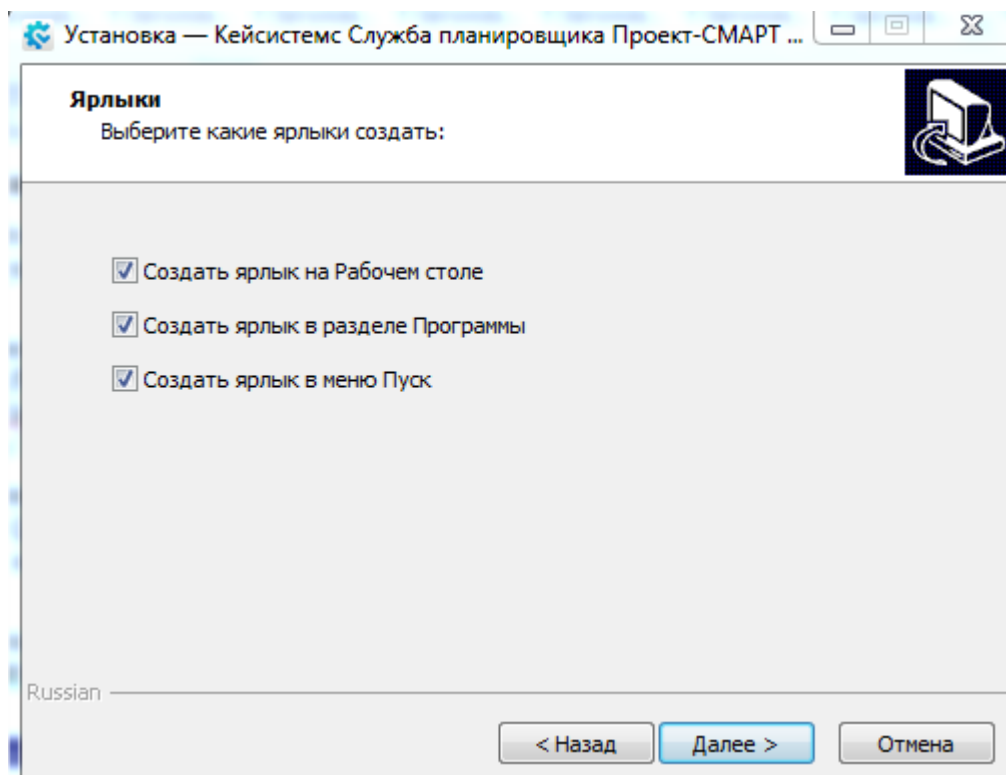 Установка — Кейсистемс Служба планировщика Проект-СМАРТ ...
Ярлыки
Выберите какие ярлыки создать:
Создать ярлык на Рабочем столе
Создать ярлык в разделе Программы
Создать ярлык в меню Пуск
Russian
< Назад
Далее >
Отмена